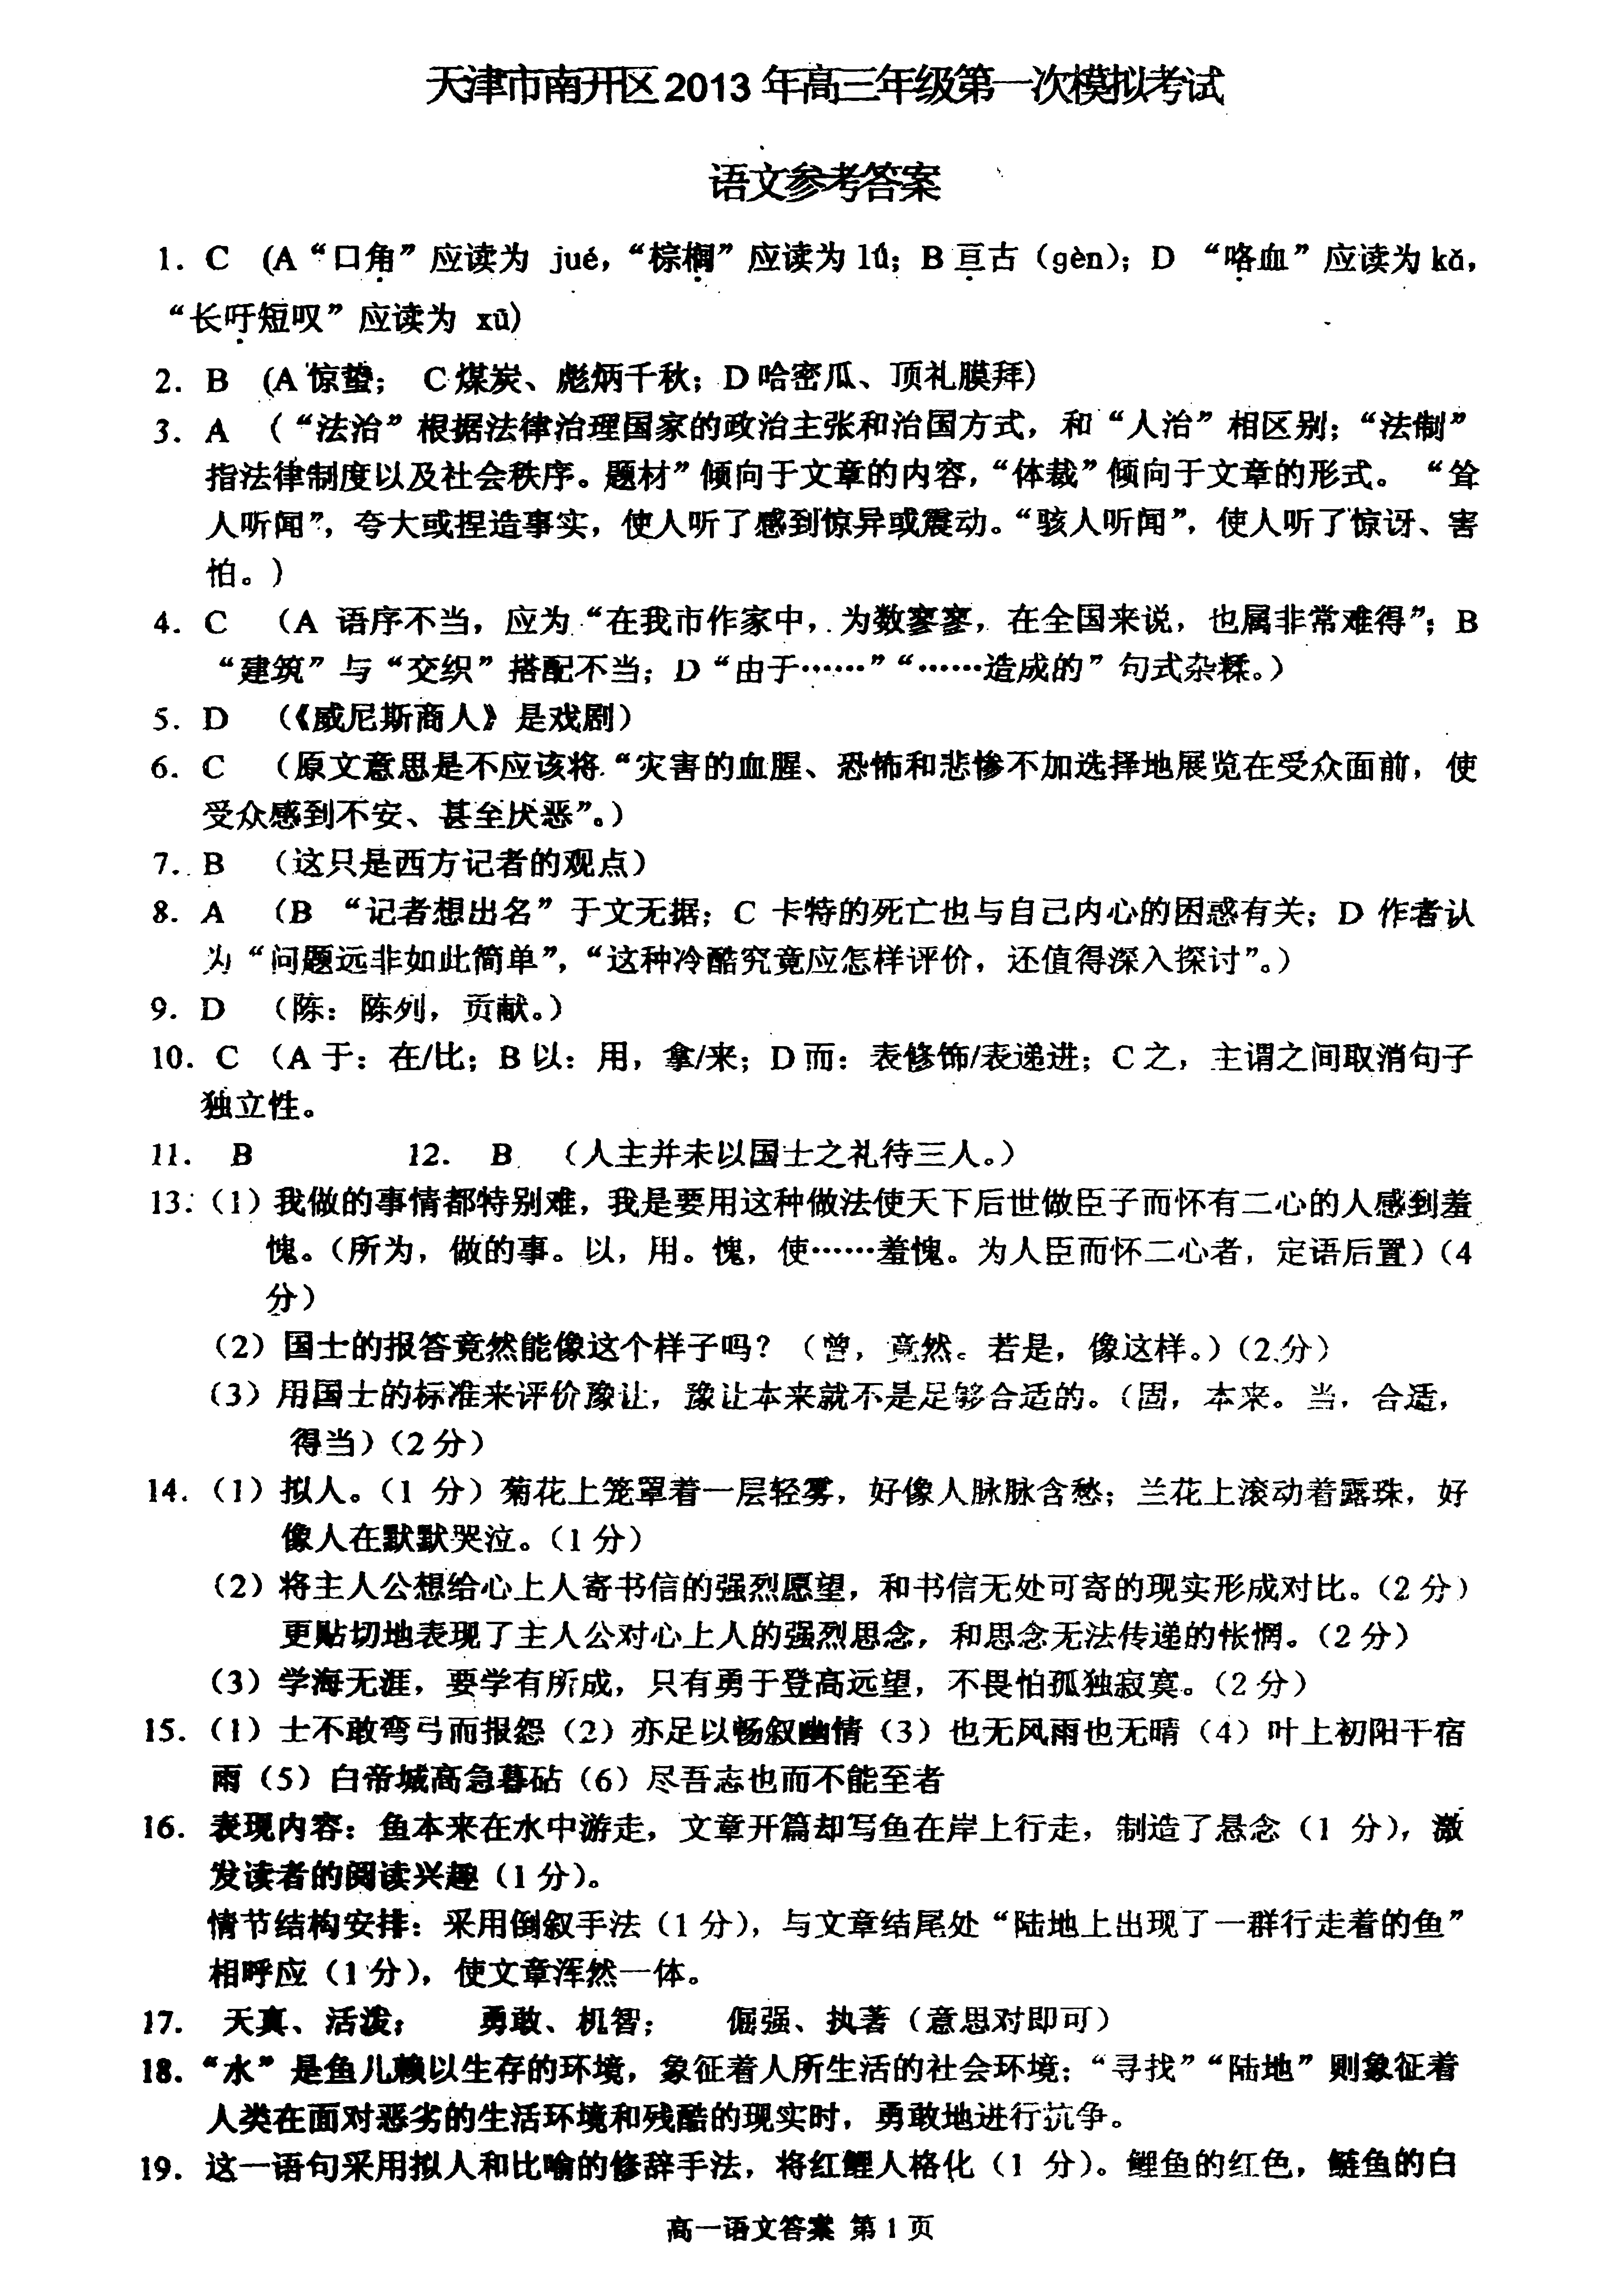 天津市南开区2013年高三年级第一次模拟考试
语文参考答案
1．C （A“口角”应读为 jué，“棕榈”应读为lǘ；B亘古（gèn）；D “咯血”应读为kǎ，
“长吁短叹”应读为 xū）
2．B （A惊蛰； C煤炭、彪炳千秋；D哈密瓜、顶礼膜拜）
3．A （“法治”根据法律治理国家的政治主张和治国方式，和“人治”相区别；“法制”
指法律制度以及社会秩序。题材”倾向于文章的内容，“体裁”倾向于文章的形式。 “耸
人听闻”，夸大或捏造事实，使人听了感到惊异或震动。“骇人听闻”，使人听了惊讶、害
怕。）
4．C （A 语序不当，应为“在我市作家中，为数寥寥，在全国来说，也属非常难得”；B
“建筑”与“交织”搭配不当；D“由于……”“……造成的”句式杂糅。）
5．D （《威尼斯商人》是戏剧）
6．C （原文意思是不应该将“灾害的血腥、恐怖和悲惨不加选择地展览在受众面前，使
受众感到不安、甚至厌恶”。）
7．B （这只是西方记者的观点）
8．A （B “记者想出名”于文无据；C 卡特的死亡也与自己内心的困惑有关；D 作者认
为“问题远非如此简单”，“这种冷酷究竟应怎样评价，还值得深入探讨”。）
9．D （陈：陈列，贡献。）
10．C （A于：在/比；B以：用，拿/来；D而：表修饰/表递进；C之，主谓之间取消句子
独立性。
11． B 12． B （人主并未以国士之礼待三人。）
13．（1）我做的事情都特别难，我是要用这种做法使天下后世做臣子而怀有二心的人感到羞
愧。（所为，做的事。以，用。愧，使……羞愧。为人臣而怀二心者，定语后置）（4
分）
（2）国士的报答竟然能像这个样子吗？（曾，竟然。若是，像这样。）（2分）
（3）用国士的标准来评价豫让，豫让本来就不是足够合适的。（固，本来。当，合适，
得当）（2分）
14．（1）拟人。（1 分）菊花上笼罩着一层轻雾，好像人脉脉含愁；兰花上滚动着露珠，好
像人在默默哭泣。（1分）
（2）将主人公想给心上人寄书信的强烈愿望，和书信无处可寄的现实形成对比。（2分）
更贴切地表现了主人公对心上人的强烈思念，和思念无法传递的怅惘。（2分）
（3）学海无涯，要学有所成，只有勇于登高远望，不畏怕孤独寂寞。（2分）
15．（1）士不敢弯弓而报怨（2）亦足以畅叙幽情（3）也无风雨也无晴（4）叶上初阳干宿
雨（5）白帝城高急暮砧（6）尽吾志也而不能至者
16．表现内容：鱼本来在水中游走，文章开篇却写鱼在岸上行走，制造了悬念（1 分），激
发读者的阅读兴趣（1分）。
情节结构安排：采用倒叙手法（1分），与文章结尾处“陆地上出现了一群行走着的鱼”
相呼应（1分），使文章浑然一体。
17． 天真、活泼； 勇敢、机智； 倔强、执著（意思对即可）
18．“水”是鱼儿赖以生存的环境，象征着人所生活的社会环境；“寻找”“陆地”则象征着
人类在面对恶劣的生活环境和残酷的现实时，勇敢地进行抗争。
19．这一语句采用拟人和比喻的修辞手法，将红鲤人格化（1 分）。鲤鱼的红色，鲢鱼的白
高一语文答案 第1页